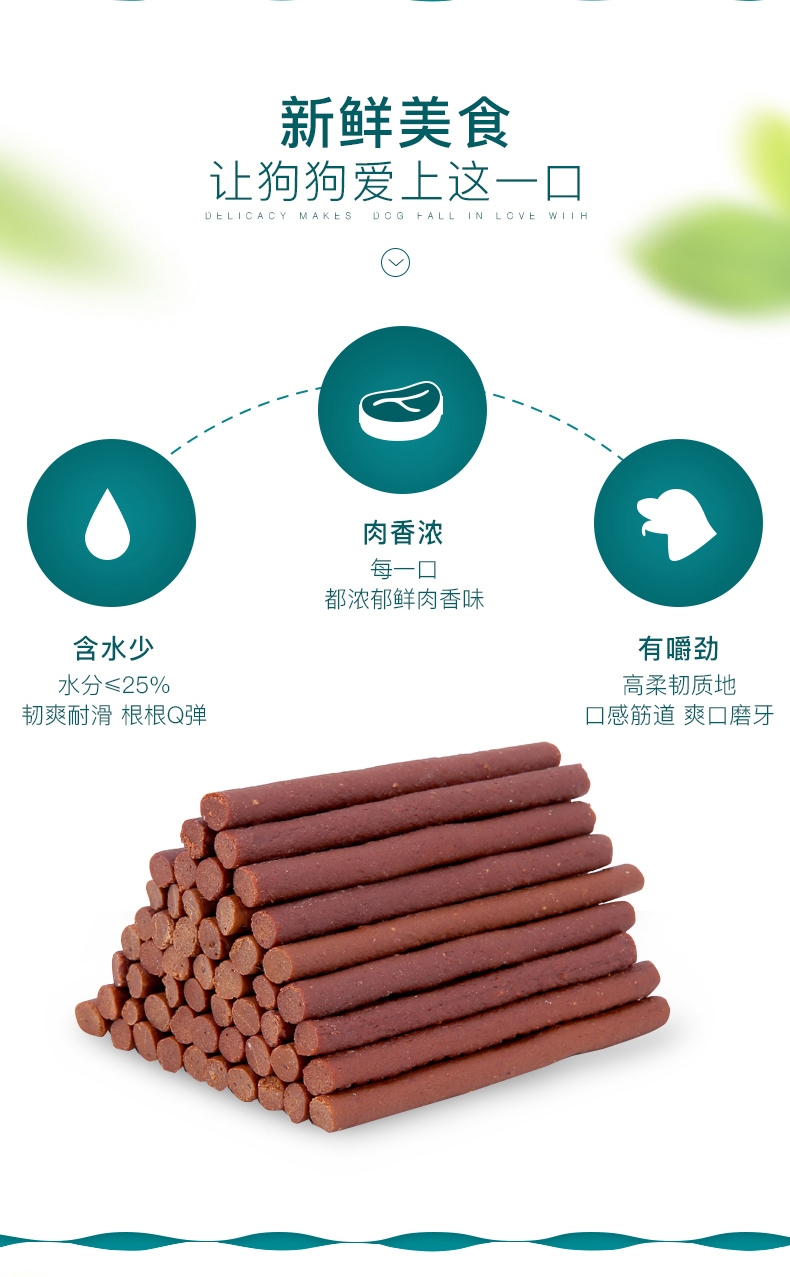 新鲜美食
让狗狗爱上这一口
DELICACY MAKES DOG FALL IN LOVE WITH
肉香浓
每一口
都浓郁鲜肉香味
含水少
水分≤25%
韧爽耐滑 根根Q弹
有嚼劲
高柔韧质地
口感筋道 爽口磨牙